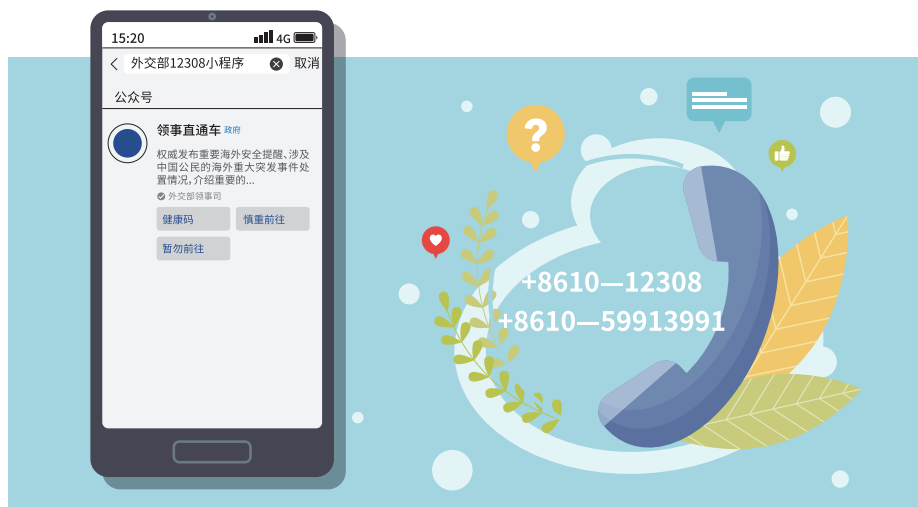 15:20 4G
外交部12308小程序 取消
公众号
领事直通车 政府
权威发布重要海外安全提醒、涉及
中国公民的海外重大突发事件处
置情况，介绍重要的...
外交部领事司
健康码 慎重前往
暂勿前往
?
+8610—12308
+8610—59913991